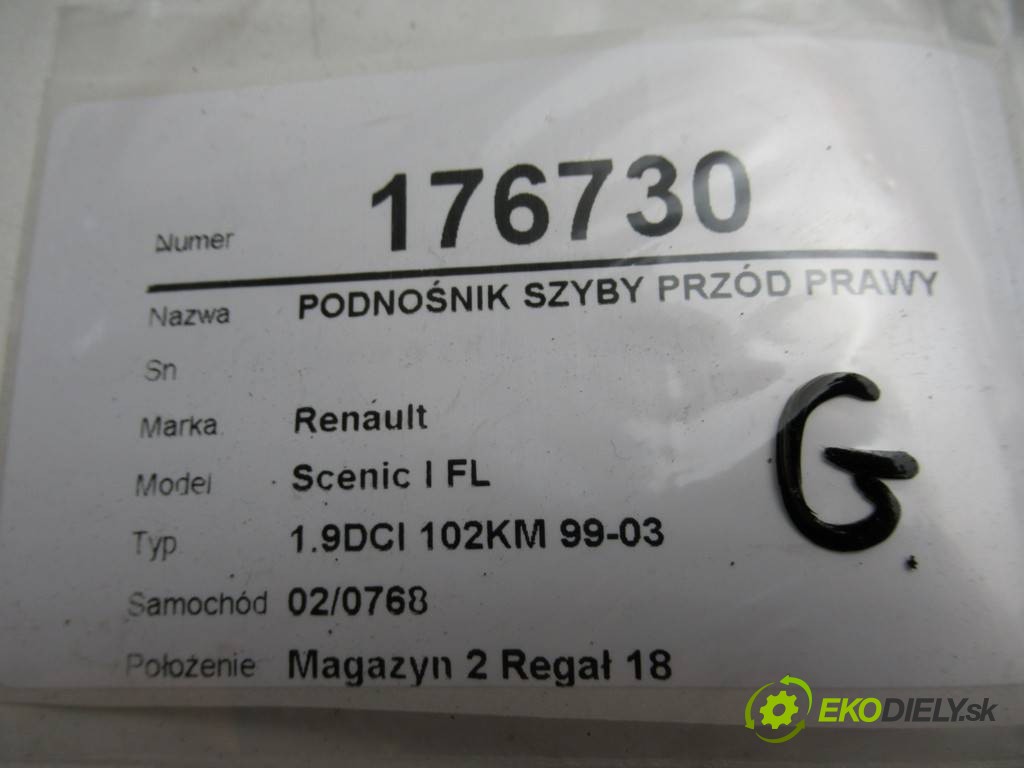 Numer 176730
Nazwa PODNOŚNIK SZYBY PRZÓD PRAWY
Sn
Marka Renault
Model Scenic I FL
Typ 1.9DCI 102KM 99-03
Samochód 02/0768
Położenie Magazyn 2 Regał 18
G
EKODIELY.sk